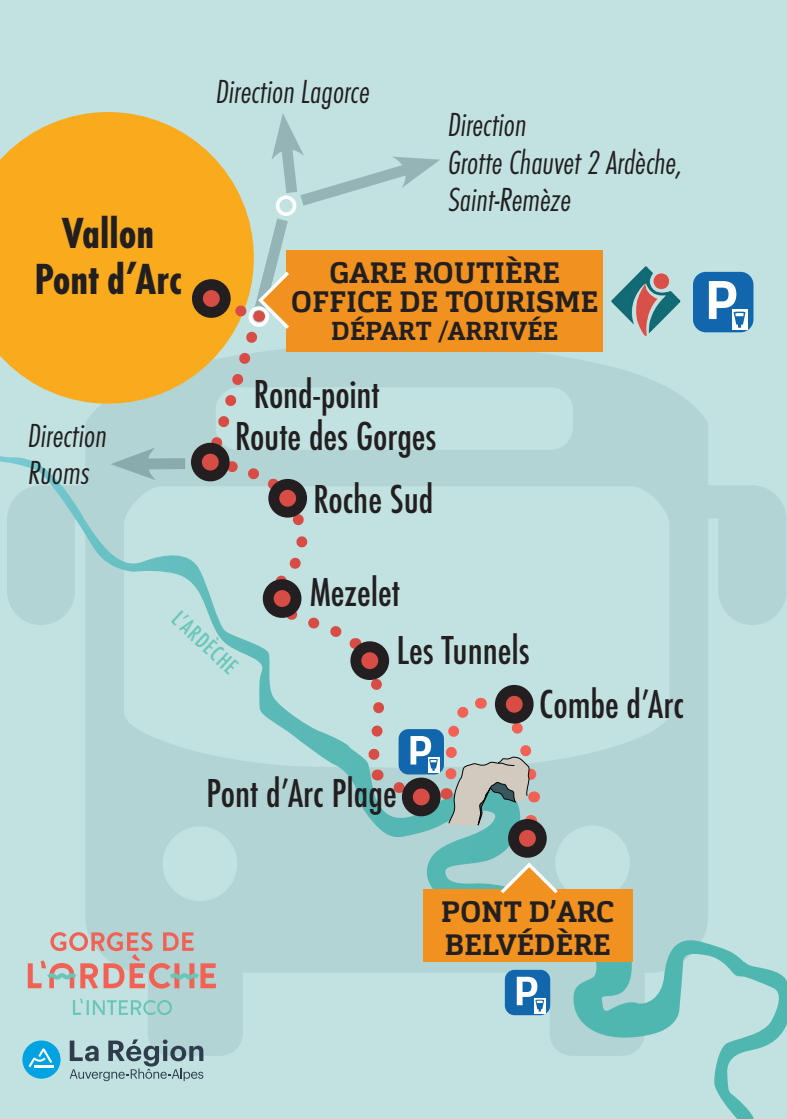 Direction Lagorce
Direction
Grotte Chauvet 2 Ardèche,
Saint-Remèze
Vallon
Pont d'Arc
GARE ROUTIÈRE
OFFICE DE TOURISME
DÉPART /ARRIVÉE
P
Rond-point
Route des Gorges
Direction
Ruoms
Roche Sud
Mezelet
L'ARDÈCHE
Les Tunnels
Combe d'Arc
P
Pont d'Arc Plage
PONT D'ARC
BELVÉDÈRE
P
GORGES DE
L'ARDÈCHE
L'INTERCO
La Région
Auvergne-Rhône-Alpes